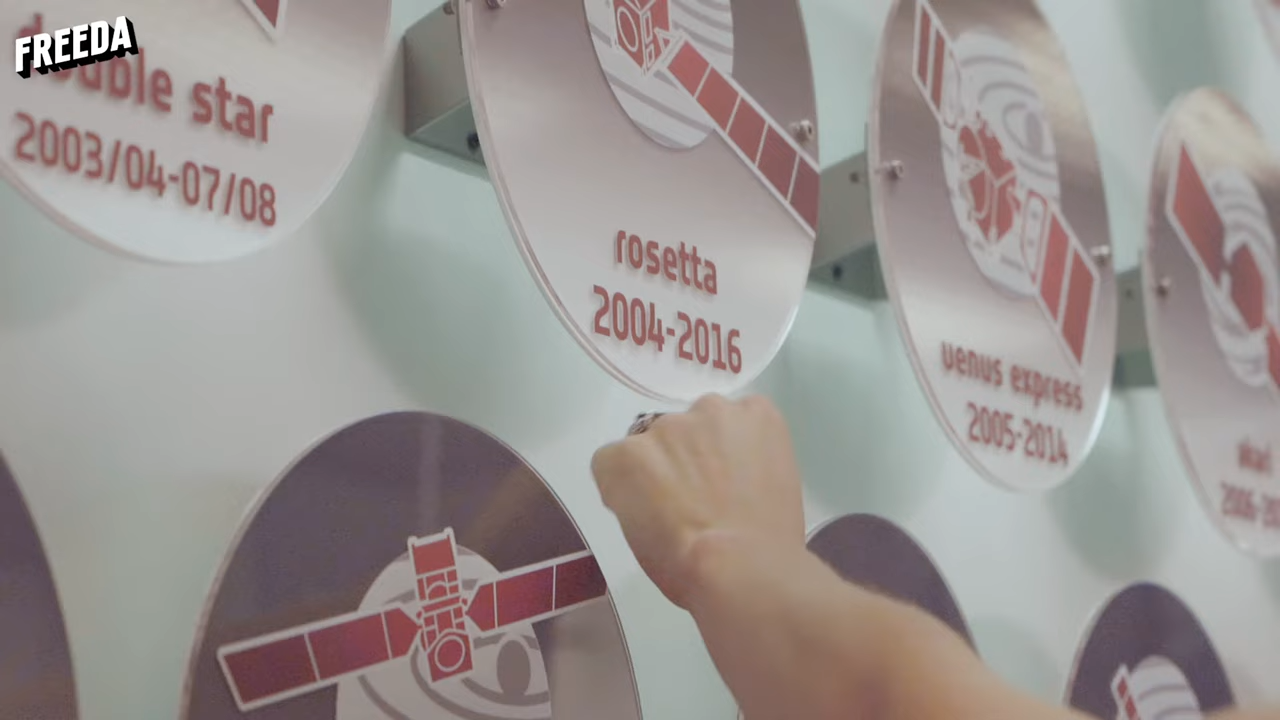 FREEDA
double star
2003/04-07/08
rosetta
2004-2016
venus express
2005-2014